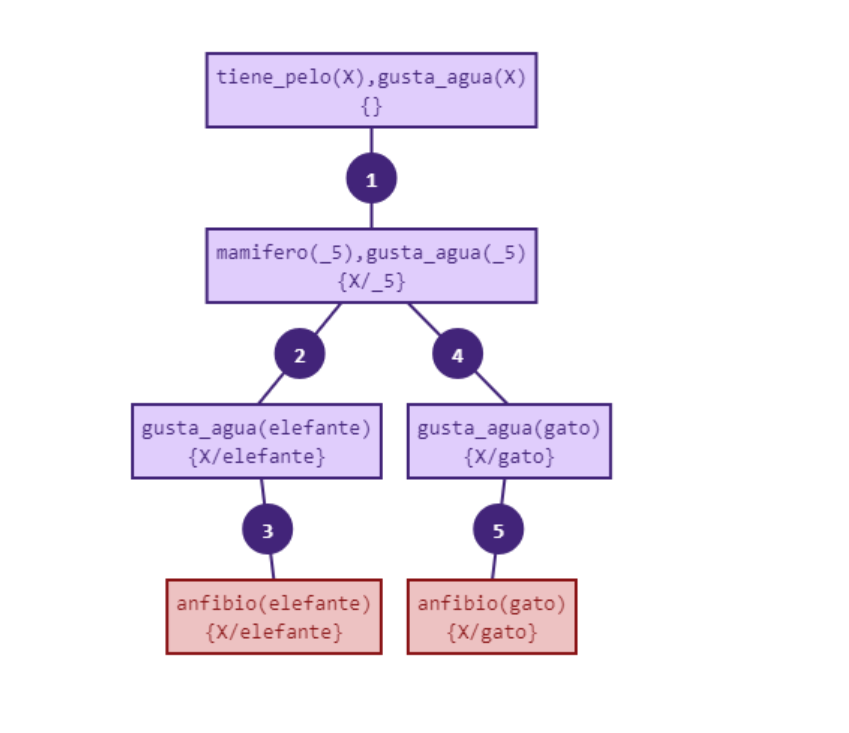 tiene_pelo(X),gusta_agua(X)
{}
1
mamifero(_5),gusta_agua(_5)
{X/_5}
2
4
gusta_agua(elefante)
{X/elefante}
gusta_agua(gato)
{X/gato}
3
5
anfibio(elefante)
{X/elefante}
anfibio(gato)
{X/gato}